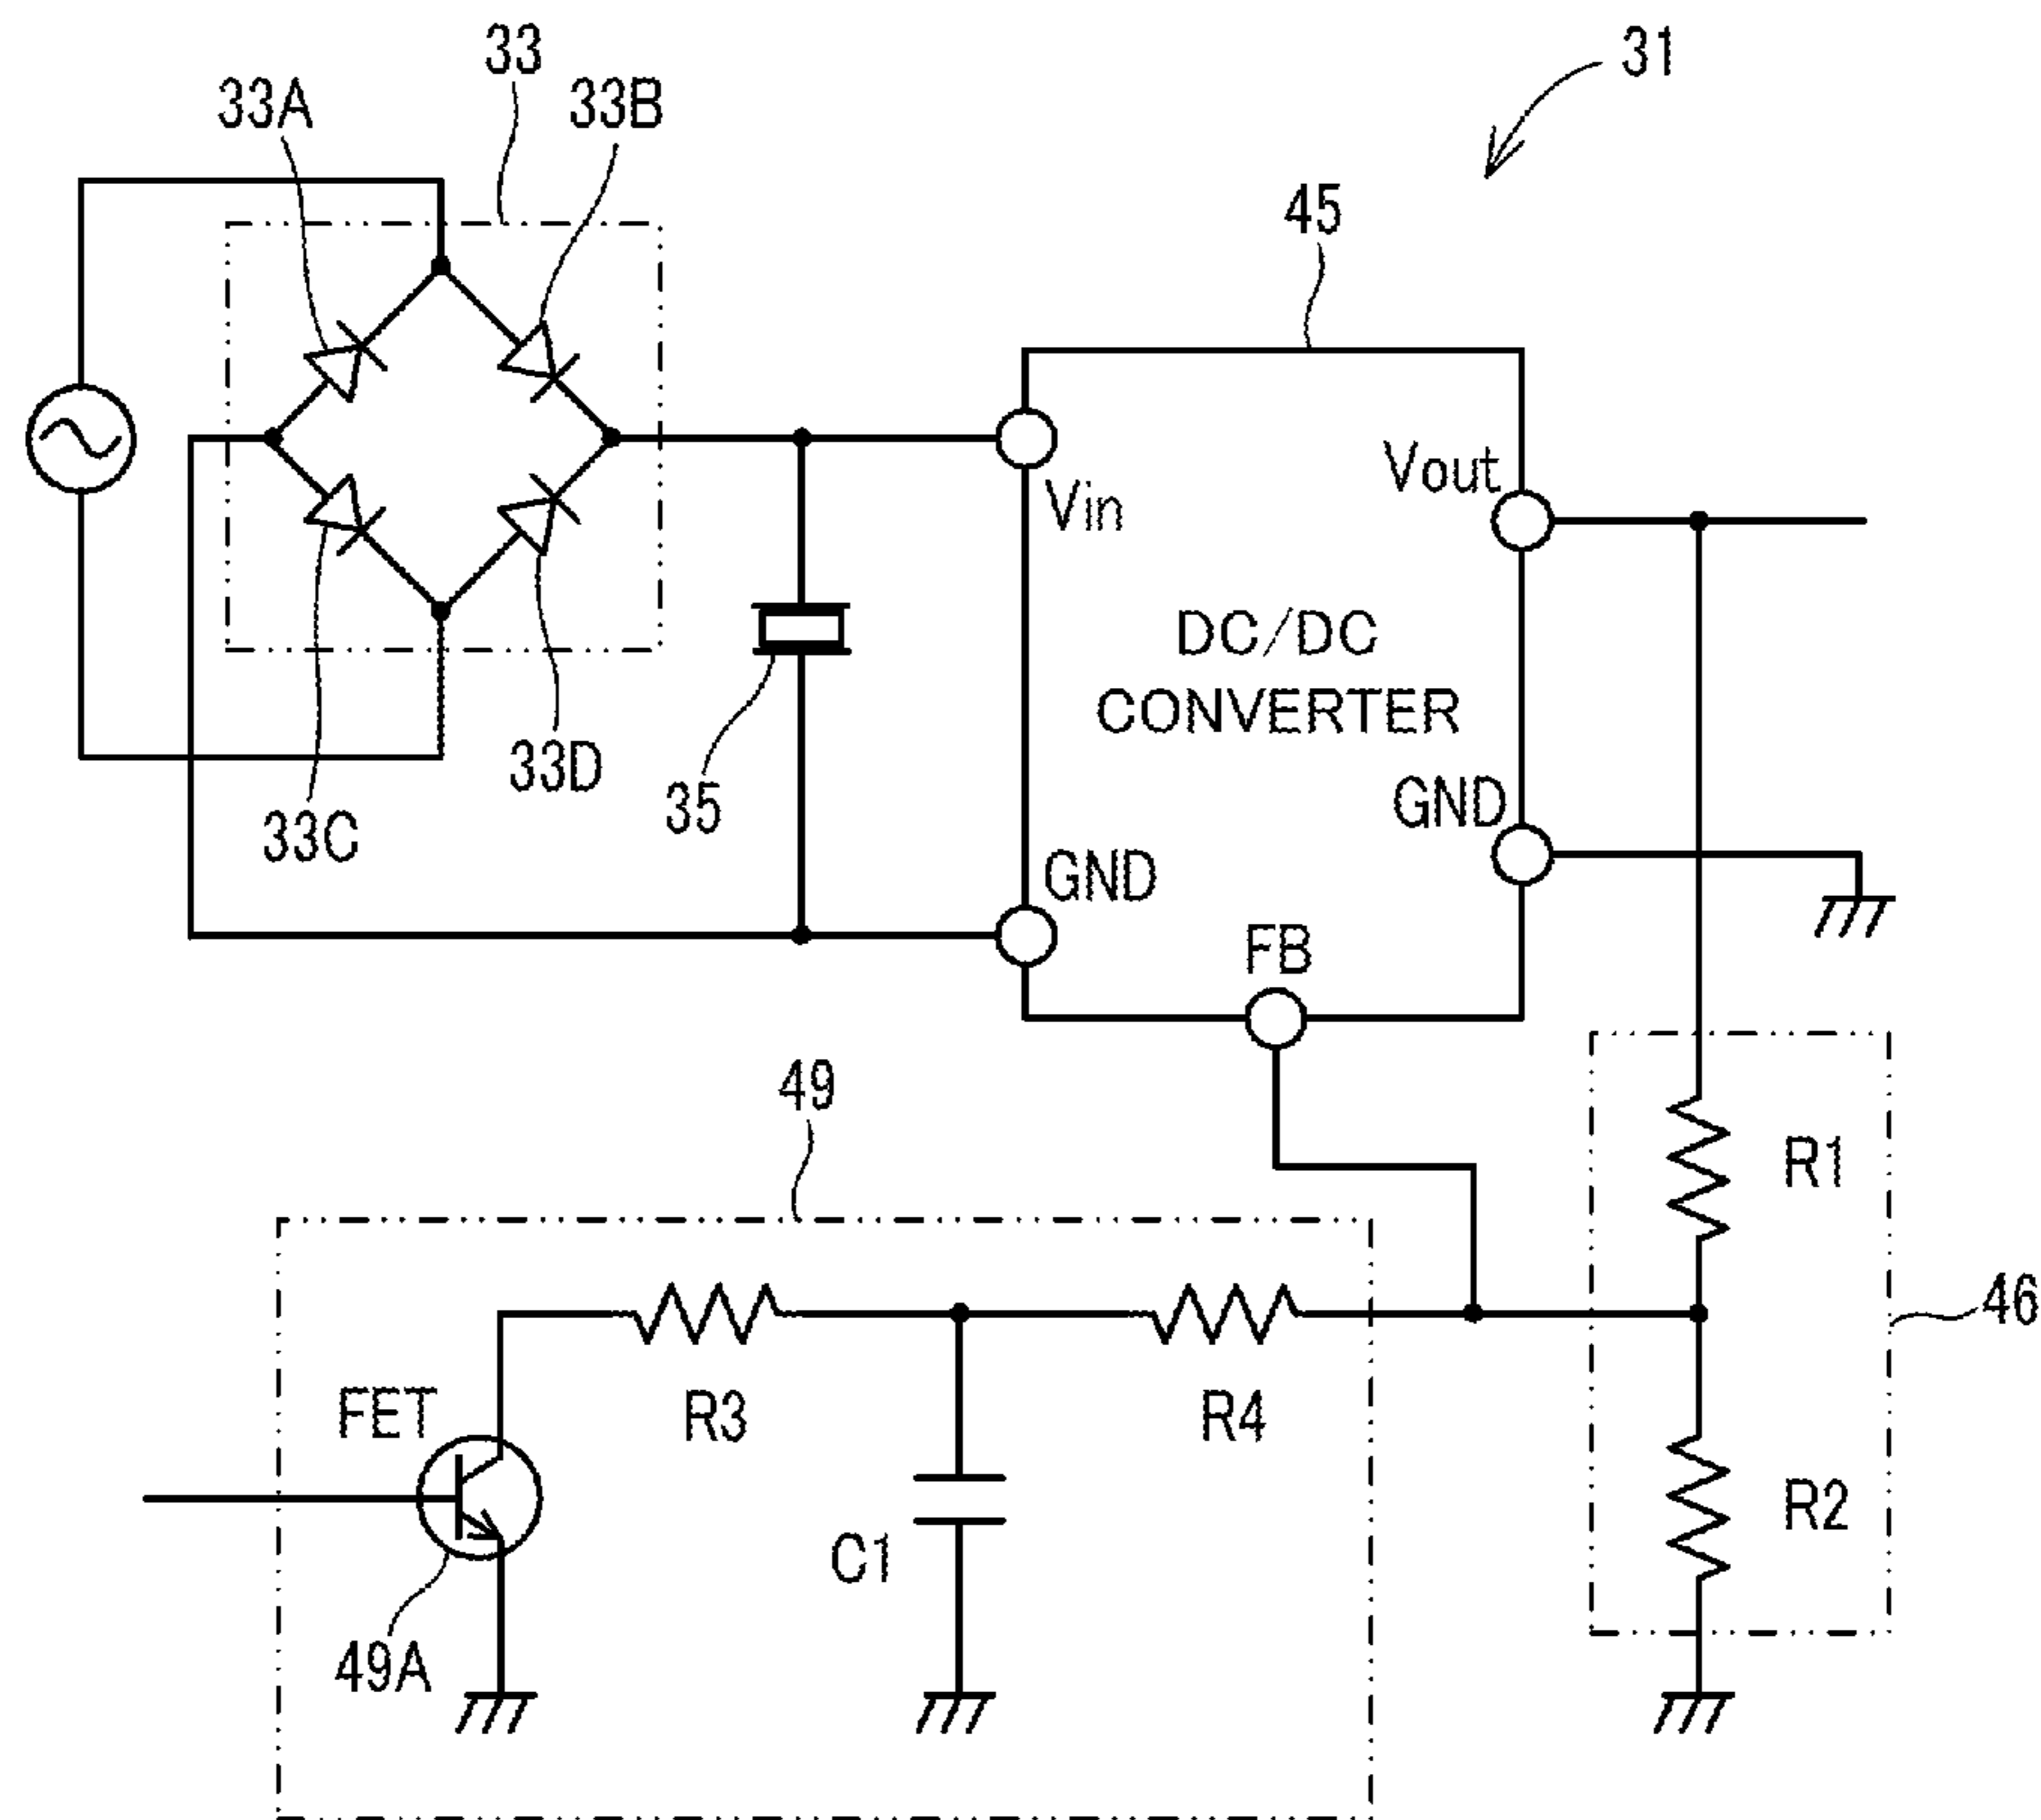 33
31
33A
33B
45
Vout
Vin
DC/DC
CONVERTER
33D
35
GND
33C
GND
FB
49
R1
46
FET
R3
R4
R2
C1
49A